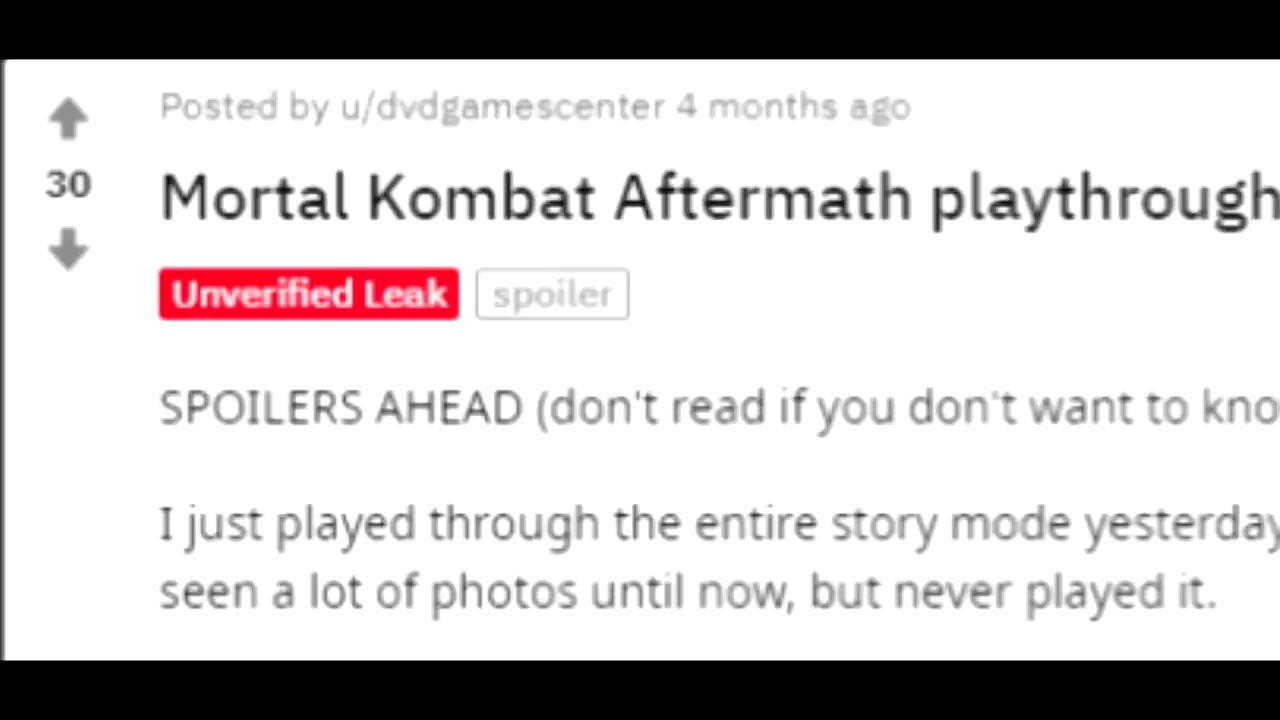 Posted by u/dvdgamescenter 4 months ago
30
Mortal Kombat Aftermath playthrough
Unverified Leak spoiler
SPOILERS AHEAD (don't read if you don't want to kno
I just played through the entire story mode yesterday
seen a lot of photos until now, but never played it.